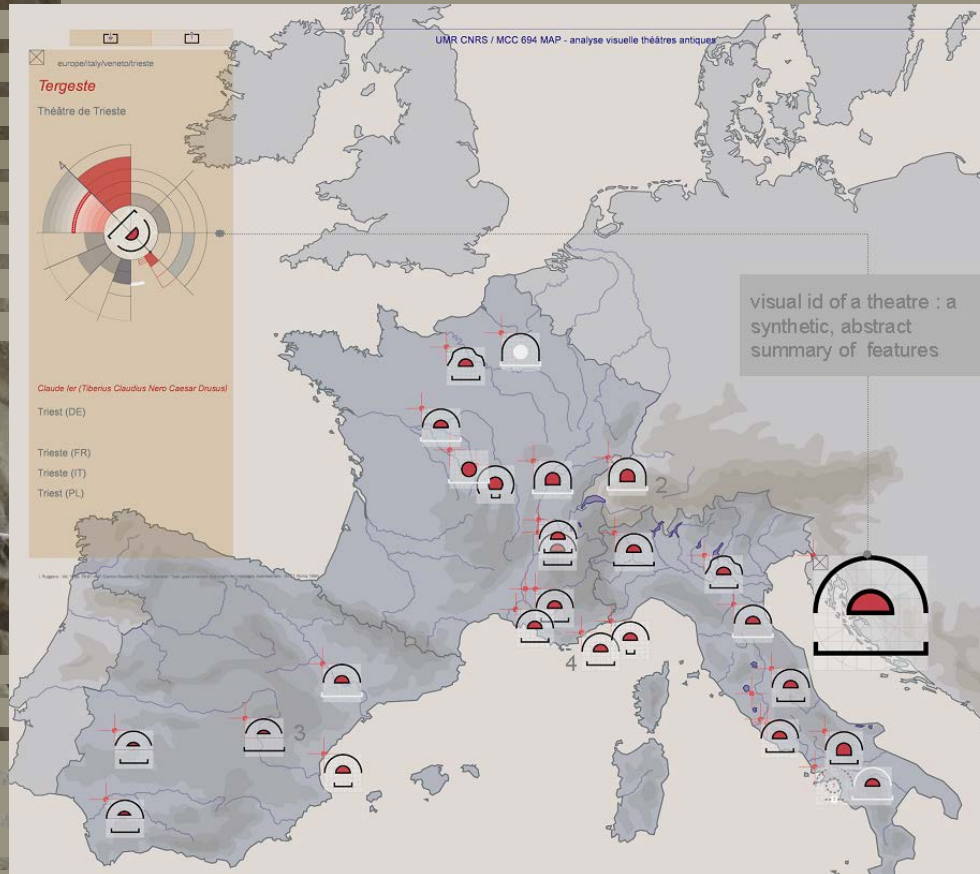 UMR CNRS / MCC 694 MAP - analyse visuelle théâtres antiques
europe/italy/veneto/trieste
Tergeste
Théâtre de Trieste
Claude Ier (Tiberius Claudius Nero Caesar Drusus)
Triest (DE)
Trieste (FR)
Trieste (IT)
Triest (PL)
visual id of a theatre : a
synthetic, abstract
summary of features
2
3
4